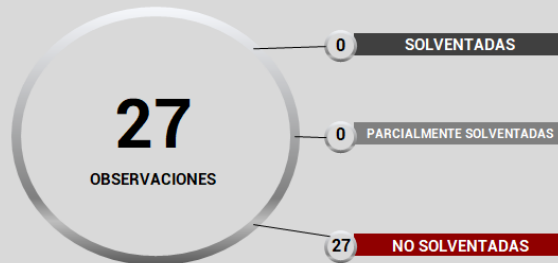 27
OBSERVACIONES
0 SOLVENTADAS
0 PARCIALMENTE SOLVENTADAS
27 NO SOLVENTADAS